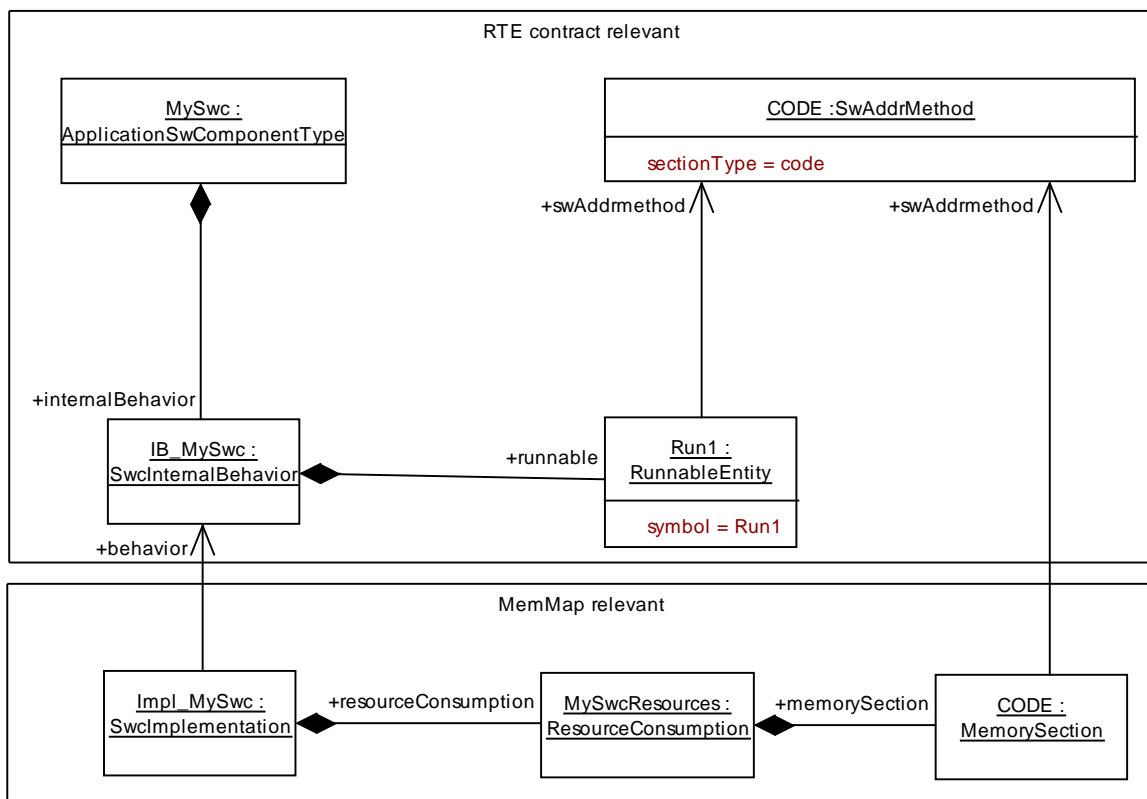 RTE contract relevant
MySwc :
ApplicationSwComponentType
CODE :SwAddrMethod
sectionType = code
+swAddrmethod
+swAddrmethod
+internalBehavior
IB_MySwc :
SwcInternalBehavior
+runnable
Run1 :
RunnableEntity
symbol = Run1
+behavior
MemMap relevant
Impl_MySwc :
SwcImplementation
+resourceConsumption
MySwcResources :
ResourceConsumption
+memorySection
CODE :
MemorySection